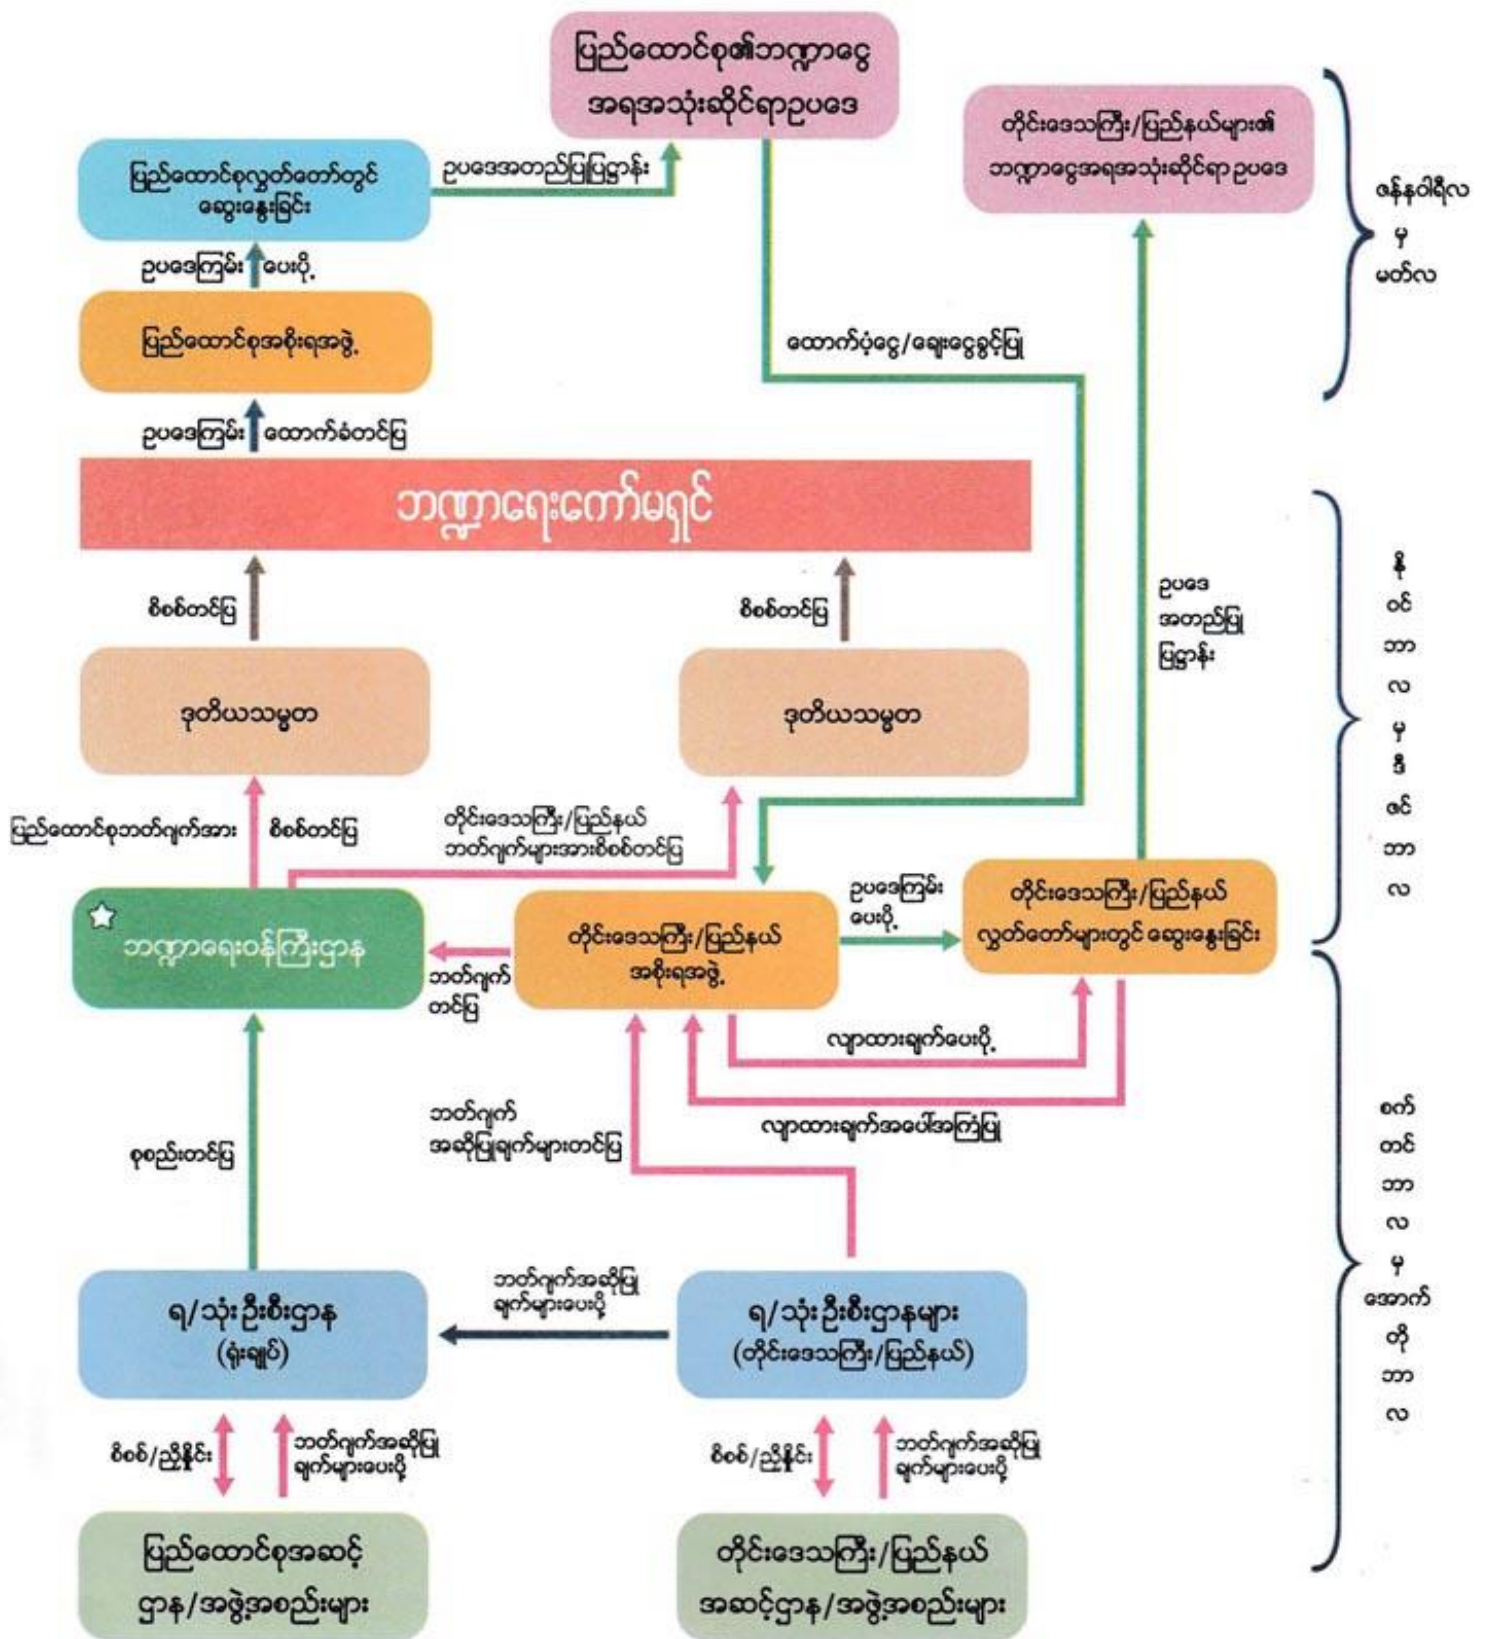 ပြည်ထောင်စု၏ဘဏ္ဍာငွေ
အရအသုံးဆိုင်ရာဥပဒေ
တိုင်းဒေသကြီး/ပြည်နယ်များ၏
ဘဏ္ဍာငွေအရအသုံးဆိုင်ရာ ဥပဒေ
ပြည်ထောင်စုလွှတ်တော်တွင်
ဆွေးနွေးခြင်း
ဥပဒေအတည်ပြုပြဋ္ဌာန်း
ဇန်နဝါရီလ
မှ
မတ်လ
ဥပဒေကြမ်း ပေးပို့
ပြည်ထောင်စုအစိုးရအဖွဲ့
ထောက်ပံ့ငွေ/ချေးငွေခွင့်ပြု
ဥပဒေကြမ်း ထောက်ခံတင်ပြ
ဘဏ္ဍာရေးကော်မရှင်
စိစစ်တင်ပြ
စိစစ်တင်ပြ
ဥပဒေ
အတည်ပြု
ပြဋ္ဌာန်း
နို
ဝင်
ဘာ
လ
မှ
ဒီ
ဇင်
ဘာ
လ
ဒုတိယသမ္မတ
ဒုတိယသမ္မတ
ပြည်ထောင်စုဘတ်ဂျက်အား စိစစ်တင်ပြ
တိုင်းဒေသကြီး/ပြည်နယ်
ဘတ်ဂျက်များအားစိစစ်တင်ပြ
ဘဏ္ဍာရေးဝန်ကြီးဌာန
ဘတ်ဂျက်
တင်ပြ
တိုင်းဒေသကြီး/ပြည်နယ်
အစိုးရအဖွဲ့
ဥပဒေကြမ်း
ပေးပို့
တိုင်းဒေသကြီး/ပြည်နယ်
လွှတ်တော်များတွင် ဆွေးနွေးခြင်း
လျာထားချက်ပေးပို့
လျာထားချက်အပေါ်အကြံပြု
ဘတ်ဂျက်
အဆိုပြုချက်များတင်ပြ
စုစည်းတင်ပြ
စက်
တင်
ဘာ
လ
မှ
အောက်
တို
ဘာ
လ
ရ/သုံး ဦးစီးဌာန
(ရုံးချုပ်)
ဘတ်ဂျက်အဆိုပြု
ချက်များပေးပို့
ရ/သုံး ဦးစီးဌာနများ
(တိုင်းဒေသကြီး/ပြည်နယ်)
စိစစ်/ညှိနှိုင်း
ဘတ်ဂျက်အဆိုပြု
ချက်များပေးပို့
စိစစ်/ညှိနှိုင်း
ဘတ်ဂျက်အဆိုပြု
ချက်များပေးပို့
ပြည်ထောင်စုအဆင့်
ဌာန/အဖွဲ့အစည်းများ
တိုင်းဒေသကြီး/ပြည်နယ်
အဆင့်ဌာန/အဖွဲ့အစည်းများ